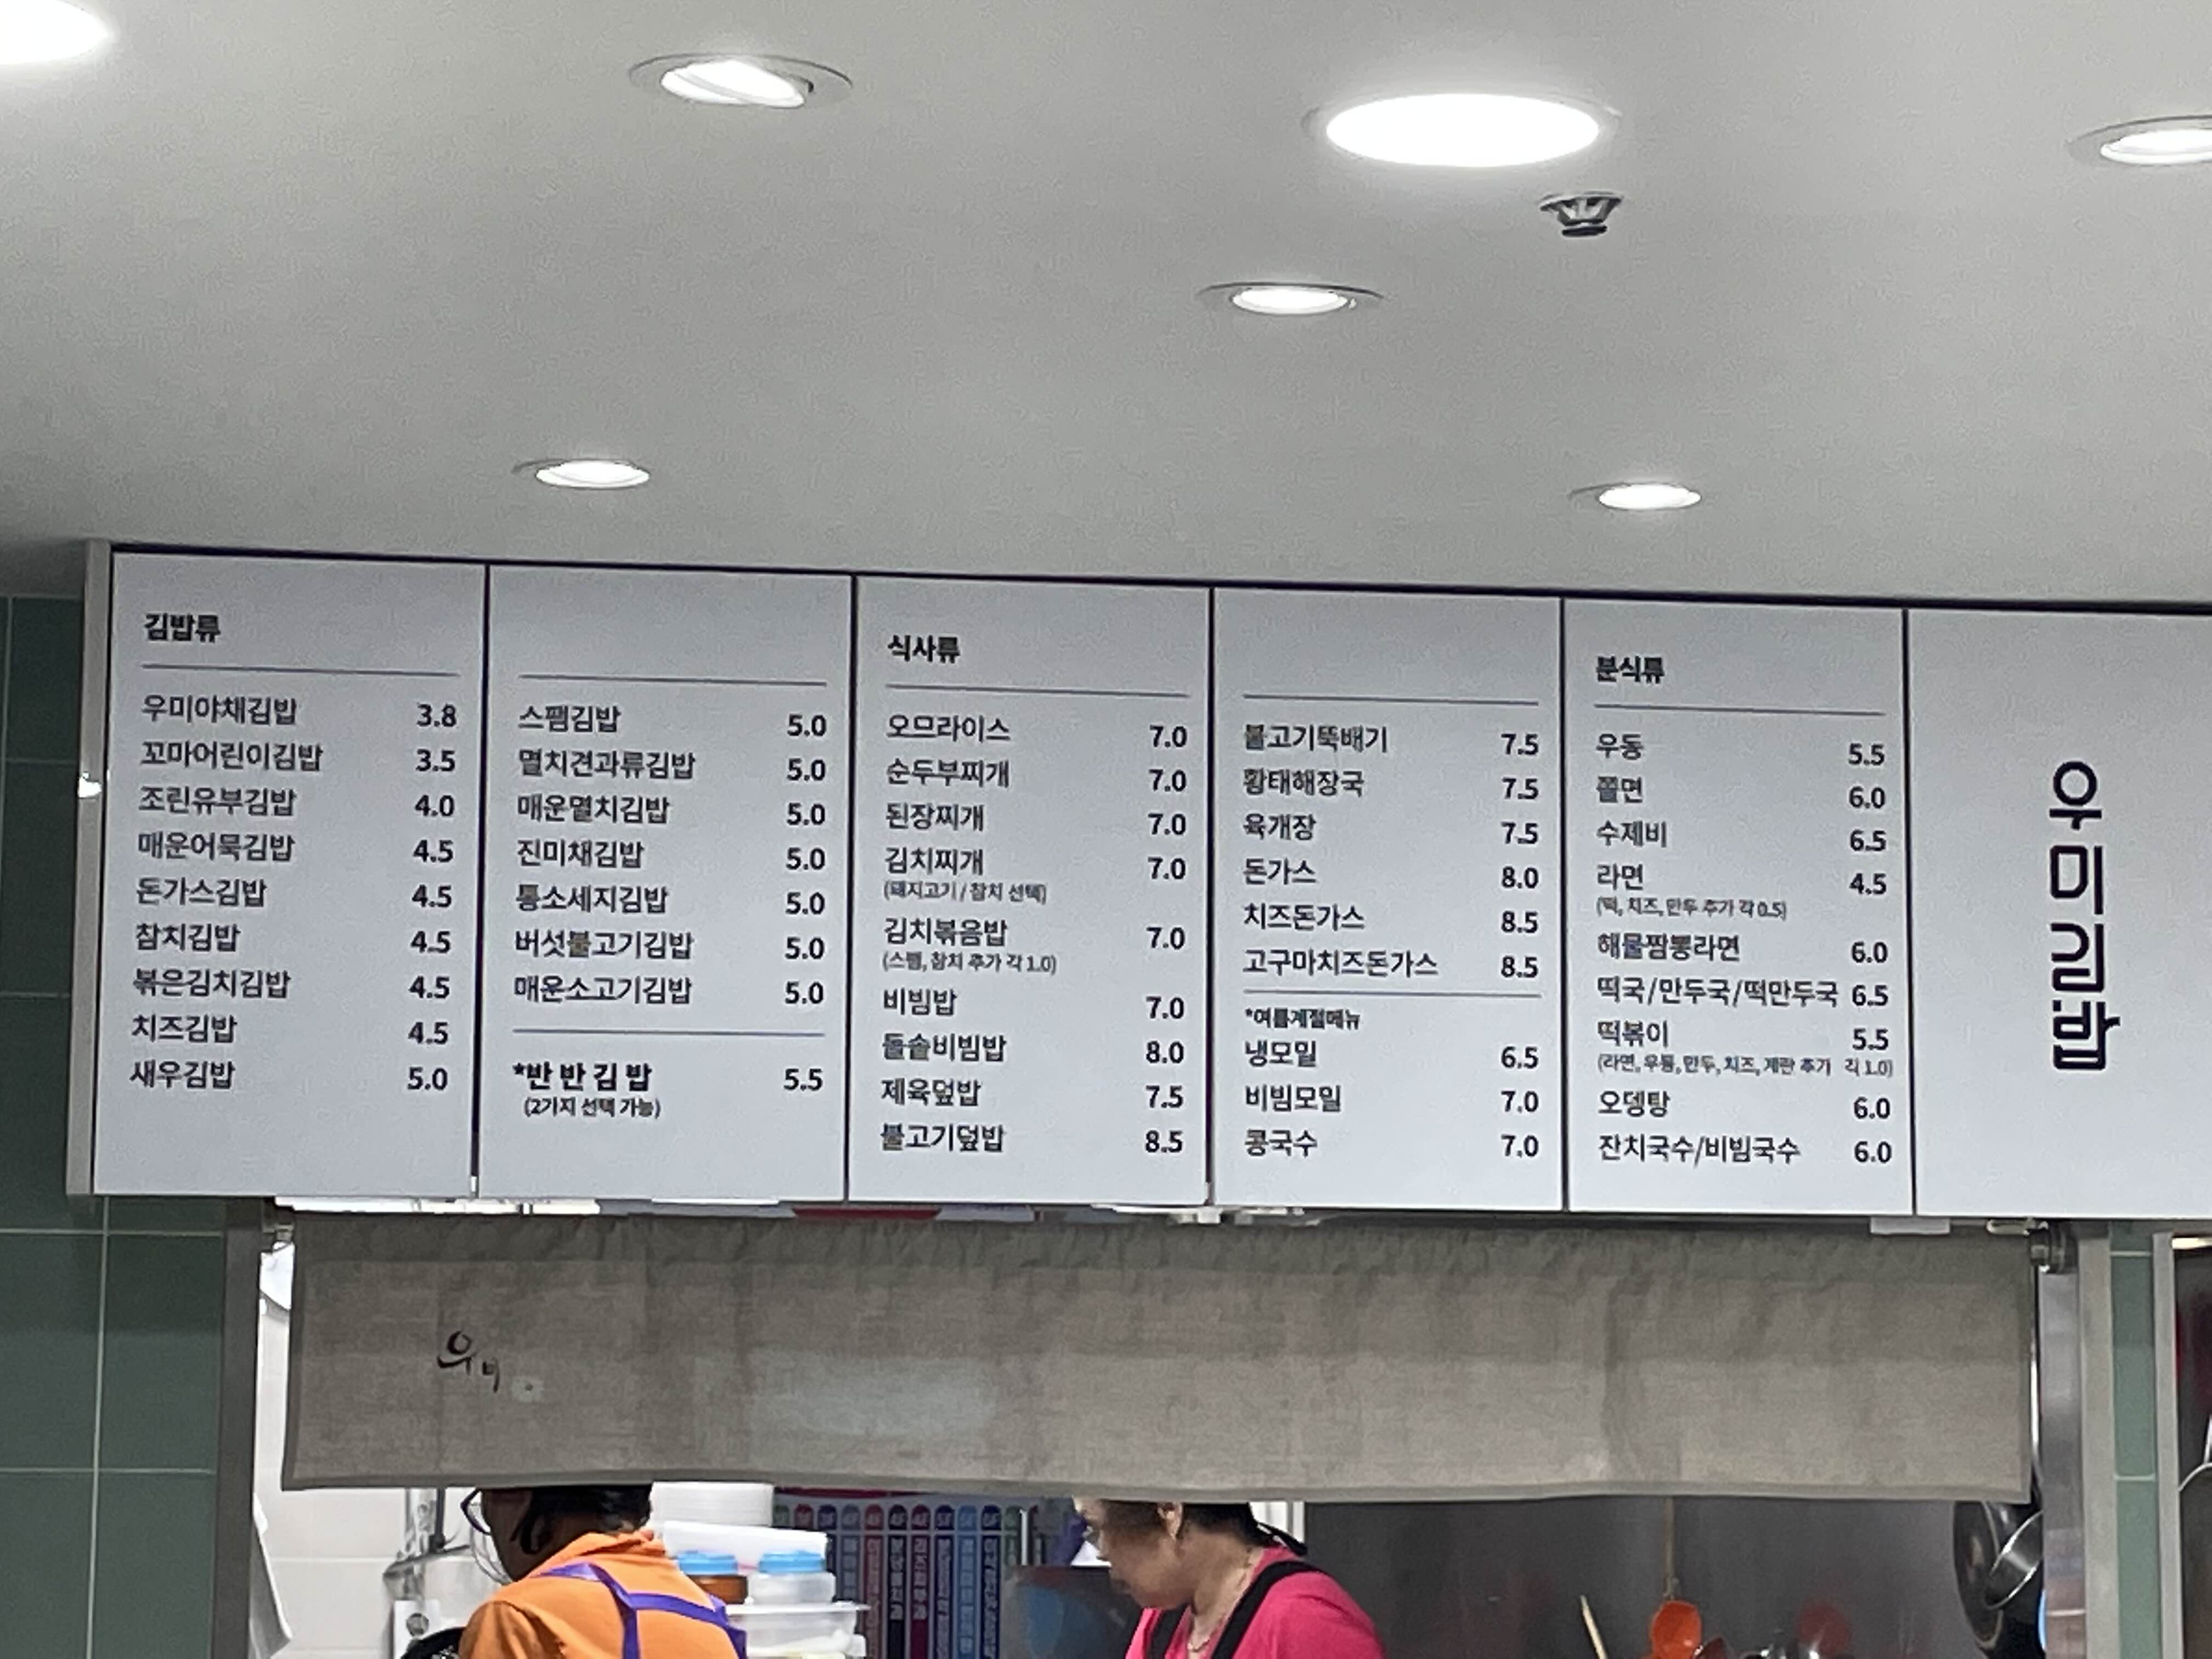 김밥류
우미야채김밥 3.8
꼬마어린이김밥 3.5
조린유부김밥 4.0
매운어묵김밥 4.5
돈가스김밥 4.5
참치김밥 4.5
볶은김치김밥 4.5
치즈김밥 4.5
새우김밥 5.0
스팸김밥 5.0
멸치견과류김밥 5.0
매운멸치김밥 5.0
진미채김밥 5.0
통소세지김밥 5.0
버섯불고기김밥 5.0
매운소고기김밥 5.0
*반 반 김 밥 5.5
(2가지 선택 가능)
식사류
오므라이스 7.0
순두부찌개 7.0
된장찌개 7.0
김치찌개 7.0
(돼지고기 / 참치 선택)
김치볶음밥 7.0
(스팸, 참치 추가 각 1.0)
비빔밥 7.0
돌솥비빔밥 8.0
제육덮밥 7.5
불고기덮밥 8.5
불고기뚝배기 7.5
황태해장국 7.5
육개장 7.5
돈가스 8.0
치즈돈가스 8.5
고구마치즈돈가스 8.5
*여름계절메뉴
냉모밀 6.5
비빔모밀 7.0
콩국수 7.0
분식류
우동 5.5
쫄면 6.0
수제비 6.5
라면 4.5
(떡, 치즈, 만두 추가 각 0.5)
해물짬뽕라면 6.0
떡국/만두국/떡만두국 6.5
떡볶이 5.5
(라면, 우동, 만두, 치즈, 계란 추가 각 1.0)
오뎅탕 6.0
잔치국수/비빔국수 6.0
우미김밥
우미